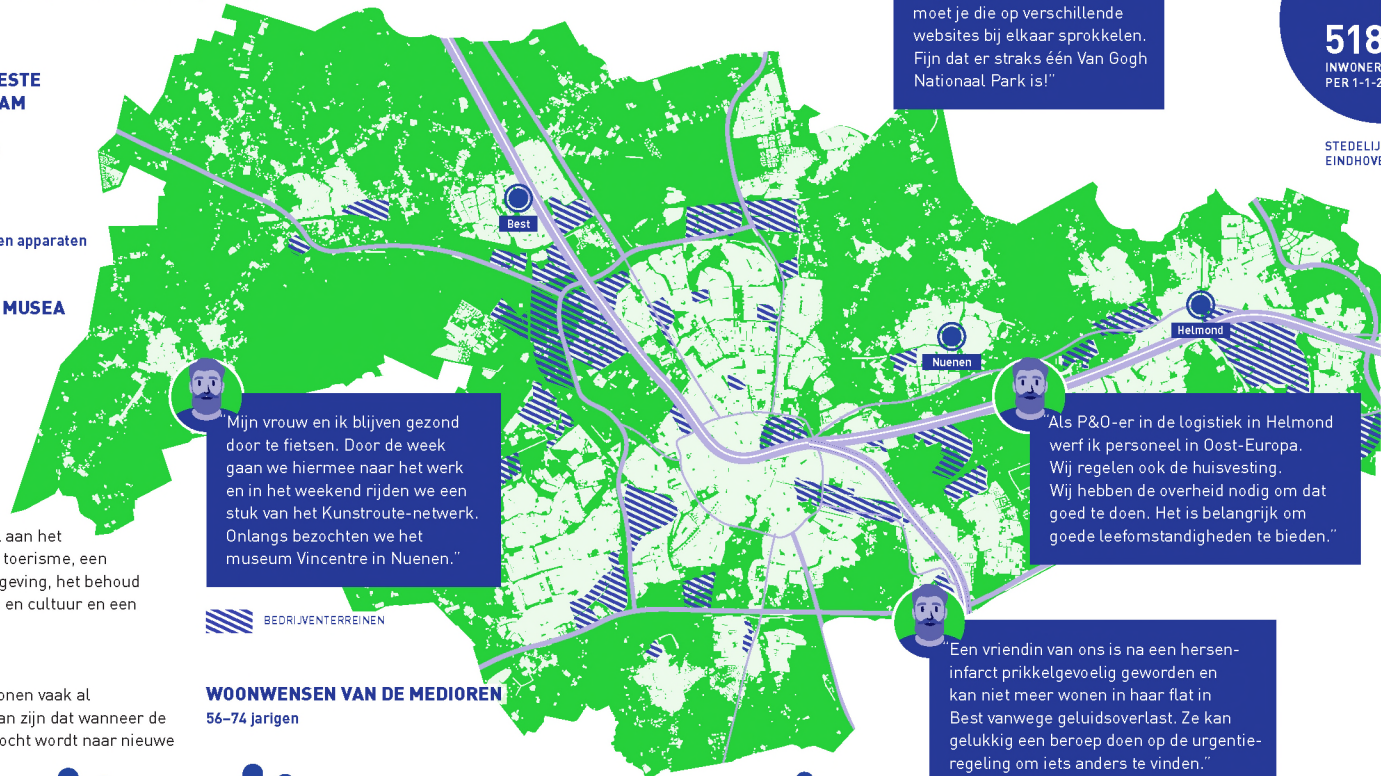 moet je die op verschillende
websites bij elkaar sprokkelen.
Fijn dat er straks één Van Gogh
Nationaal Park is!”
518
INWONER
PER 1-1-2
STEDELIJ
EINDHOVE
ESTE
AM
en apparaten
MUSEA
Best
Nuenen
Helmond
“Mijn vrouw en ik blijven gezond
door te fietsen. Door de week
gaan we hiermee naar het werk
en in het weekend rijden we een
stuk van het Kunstroute-netwerk.
Onlangs bezochten we het
museum Vincentre in Nuenen.”
“Als P&O-er in de logistiek in Helmond
werf ik personeel in Oost-Europa.
Wij regelen ook de huisvesting.
Wij hebben de overheid nodig om dat
goed te doen. Het is belangrijk om
goede leefomstandigheden te bieden.”
aan het
toerisme, een
geving, het behoud
en cultuur en een
BEDRIJVENTERREINEN
“Een vriendin van ons is na een hersen-
infarct prikkelgevoelig geworden en
kan niet meer wonen in haar flat in
Best vanwege geluidsoverlast. Ze kan
gelukkig een beroep doen op de urgentie-
regeling om iets anders te vinden.”
onen vaak al
an zijn dat wanneer de
ocht wordt naar nieuwe
WOONWENSEN VAN DE MEDIOREN
56–74 jarigen